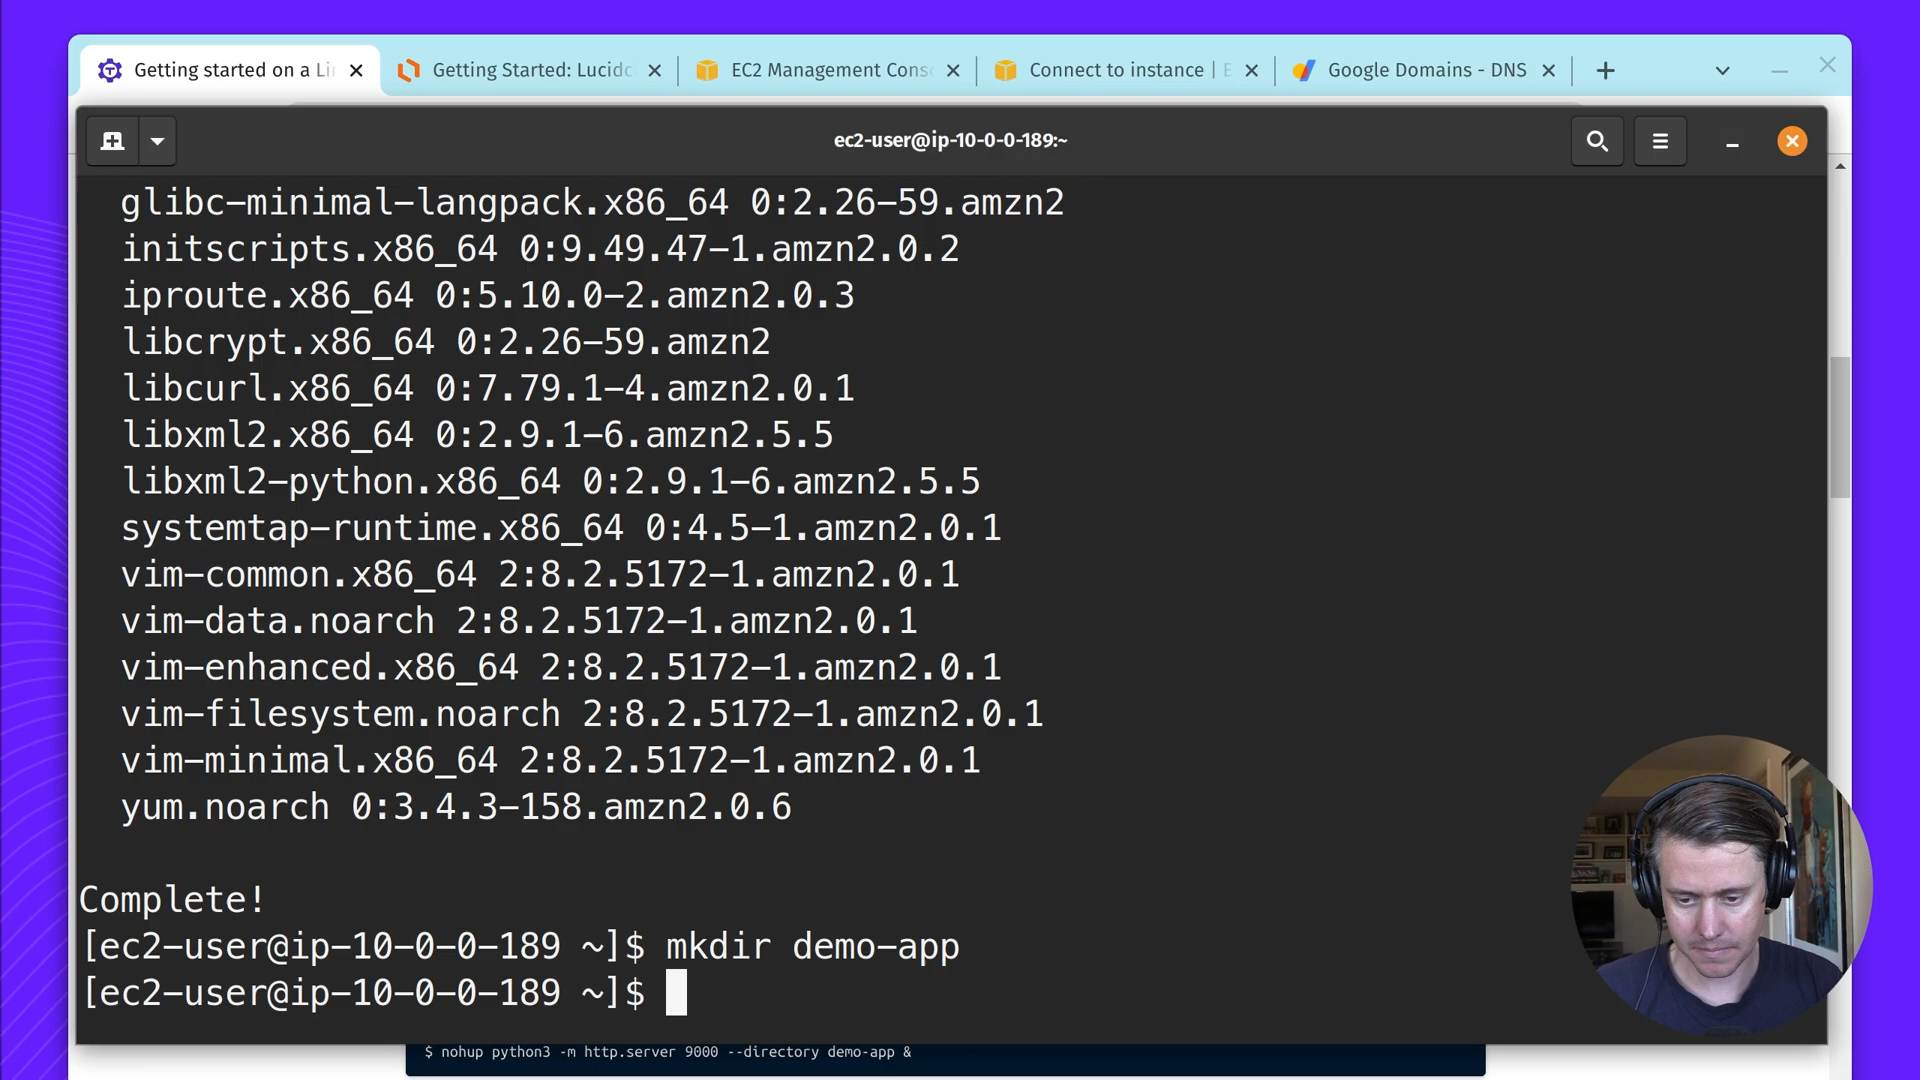 Getting started on a Li
Getting Started: Lucidc
EC2 Management Conso
Connect to instance | E
Google Domains - DNS
ec2-user@ip-10-0-0-189:~
glibc-minimal-langpack.x86_64 0:2.26-59.amzn2
initscripts.x86_64 0:9.49.47-1.amzn2.0.2
iproute.x86_64 0:5.10.0-2.amzn2.0.3
libcrypt.x86_64 0:2.26-59.amzn2
libcurl.x86_64 0:7.79.1-4.amzn2.0.1
libxml2.x86_64 0:2.9.1-6.amzn2.5.5
libxml2-python.x86_64 0:2.9.1-6.amzn2.5.5
systemtap-runtime.x86_64 0:4.5-1.amzn2.0.1
vim-common.x86_64 2:8.2.5172-1.amzn2.0.1
vim-data.noarch 2:8.2.5172-1.amzn2.0.1
vim-enhanced.x86_64 2:8.2.5172-1.amzn2.0.1
vim-filesystem.noarch 2:8.2.5172-1.amzn2.0.1
vim-minimal.x86_64 2:8.2.5172-1.amzn2.0.1
yum.noarch 0:3.4.3-158.amzn2.0.6
Complete!
[ec2-user@ip-10-0-0-189 ~]$ mkdir demo-app
[ec2-user@ip-10-0-0-189 ~]$
$ nohup python3 -m http.server 9000 --directory demo-app &